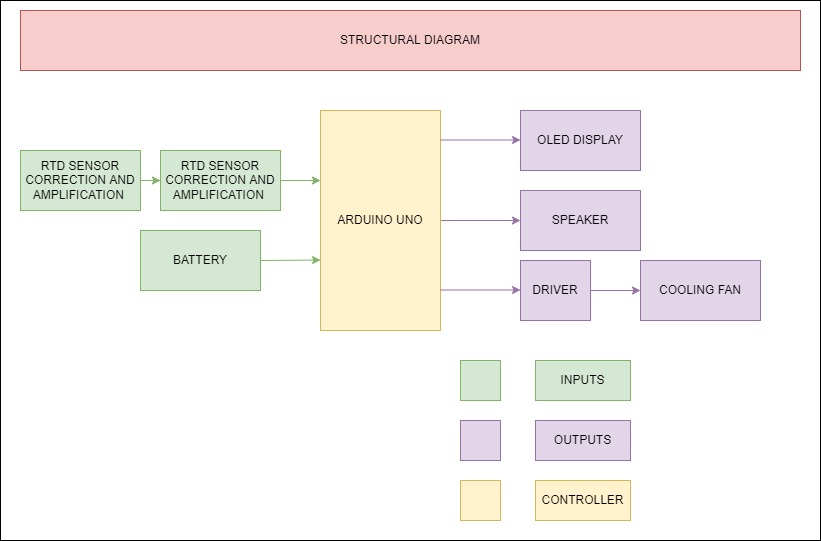 STRUCTURAL DIAGRAM
RTD SENSOR
CORRECTION AND
AMPLIFICATION
RTD SENSOR
CORRECTION AND
AMPLIFICATION
BATTERY
ARDUINO UNO
OLED DISPLAY
SPEAKER
DRIVER
COOLING FAN
INPUTS
OUTPUTS
CONTROLLER